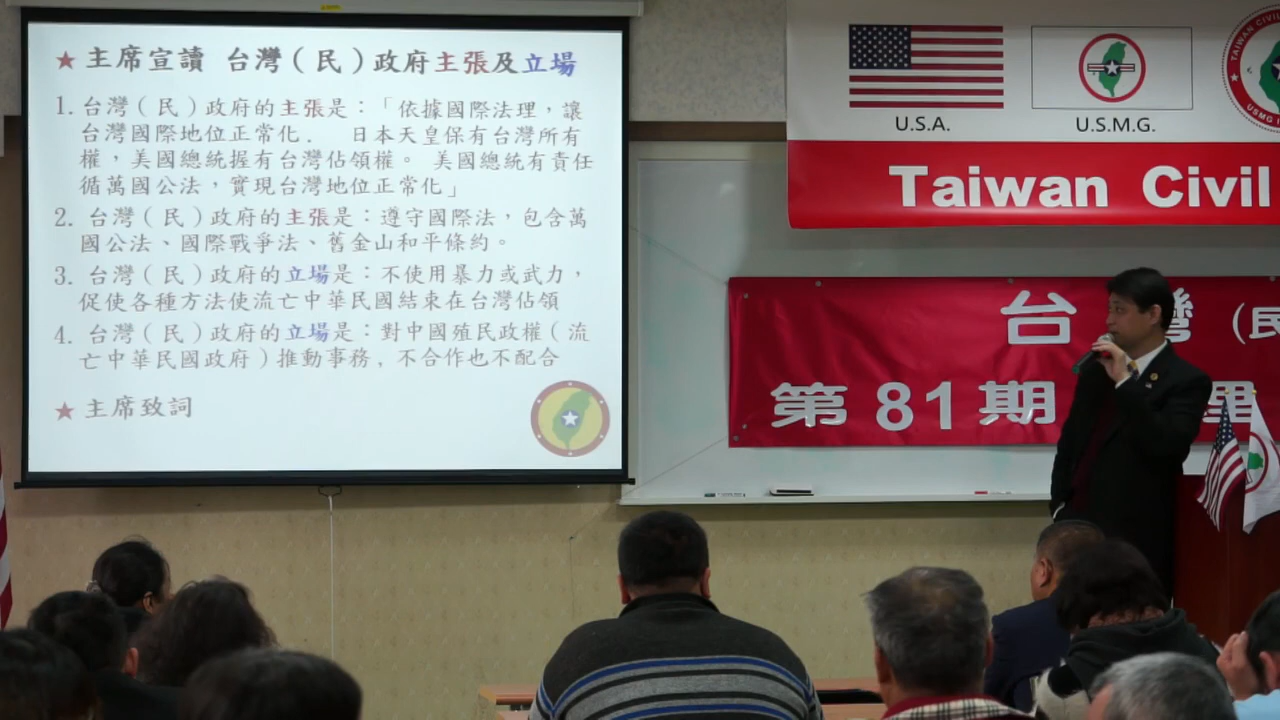 ★ 主席宣讀 台灣(民)政府主張及立場
1. 台灣(民)政府的主張是:「依據國際法理,讓
台灣國際地位正常化. 日本天皇保有台灣所有
權,美國總統握有台灣佔領權。 美國總統有責任
循萬國公法,實現台灣地位正常化」
2. 台灣(民)政府的主張是:遵守國際法,包含萬
國公法、國際戰爭法、舊金山和平條約。
3. 台灣(民)政府的立場是:不使用暴力或武力,
促使各種方法使流亡中華民國結束在台灣佔領
4. 台灣(民)政府的立場是:對中國殖民政權(流
亡中華民國政府)推動事務, 不合作也不配合
★ 主席致詞
U.S.A.
U.S.M.G.
TAIWAN CIVIL
USMG
Taiwan Civil
台灣(民
第81期 理